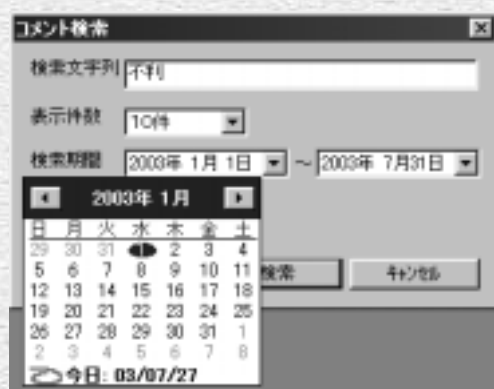 コメント検索
検索文字列 不利
表示件数 10件
検索期間 2003年 1月 1日 ～ 2003年 7月31日
2003年 1月
日 月 火 水 木 金 土
29 30 31 1 2 3 4
5 6 7 8 9 10 11
12 13 14 15 16 17 18
19 20 21 22 23 24 25
26 27 28 29 30 31 1
2 3 4 5 6 7 8
今日: 03/07/27
検索 キャンセル